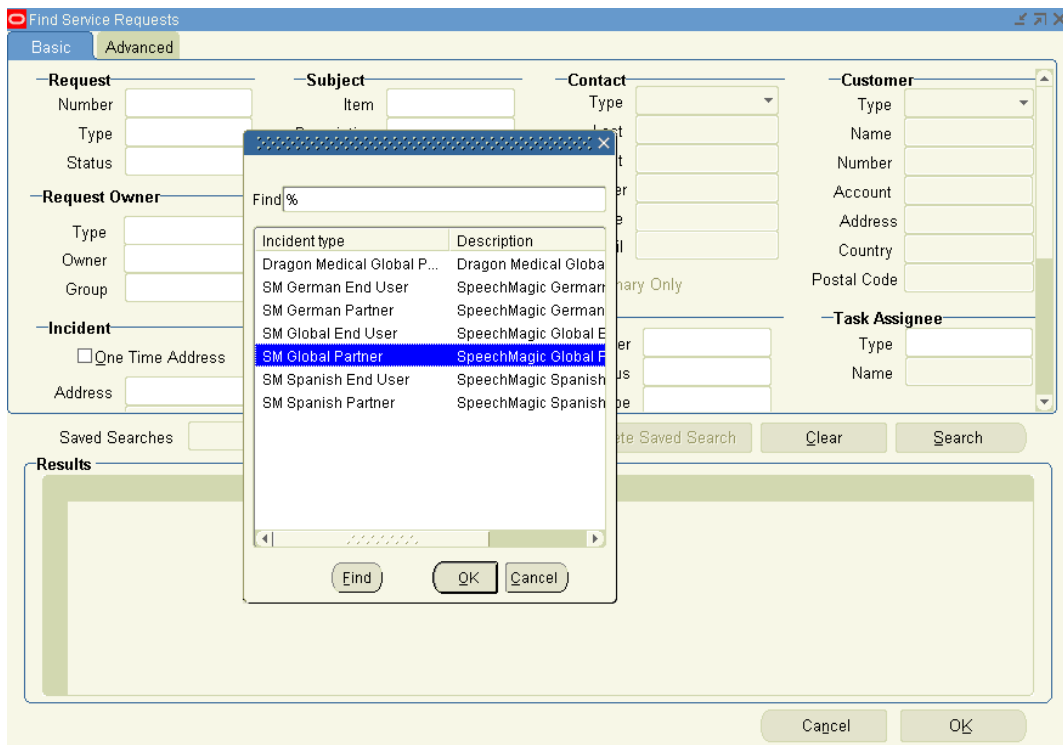 Find Service Requests
Basic Advanced
Request Subject Contact Customer
Number Item Type Type
Type Name
Status Number
Request Owner Account
Type Address
Owner Country
Group Only Postal Code
Incident Task Assignee
One Time Address Type
Address Name
Find %
Incident type Description
Dragon Medical Global P... Dragon Medical Globa
SM German End User SpeechMagic German
SM German Partner SpeechMagic German
SM Global End User SpeechMagic Global E
SM Global Partner SpeechMagic Global P
SM Spanish End User SpeechMagic Spanish
SM Spanish Partner SpeechMagic Spanish
Find OK Cancel
Saved Searches Saved Search Clear Search
Results
Cancel OK